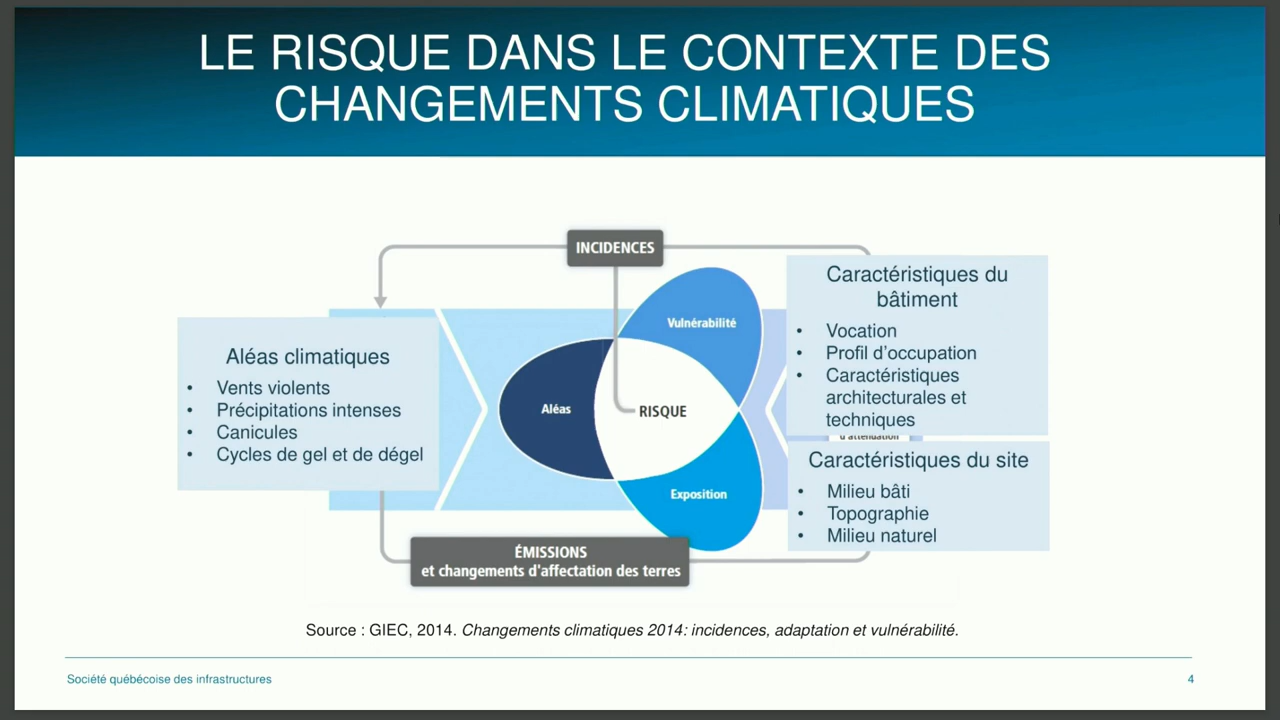 LE RISQUE DANS LE CONTEXTE DES
CHANGEMENTS CLIMATIQUES
INCIDENCES
Aléas climatiques
• Vents violents
• Précipitations intenses
• Canicules
• Cycles de gel et de dégel
Vulnérabilité
Aléas
RISQUE
Exposition
Caractéristiques du
bâtiment
• Vocation
• Profil d'occupation
• Caractéristiques
architecturales et
techniques
d'atténuation
Caractéristiques du site
• Milieu bâti
• Topographie
• Milieu naturel
ÉMISSIONS
et changements d'affectation des terres
Source : GIEC, 2014. Changements climatiques 2014: incidences, adaptation et vulnérabilité.
Société québécoise des infrastructures
4